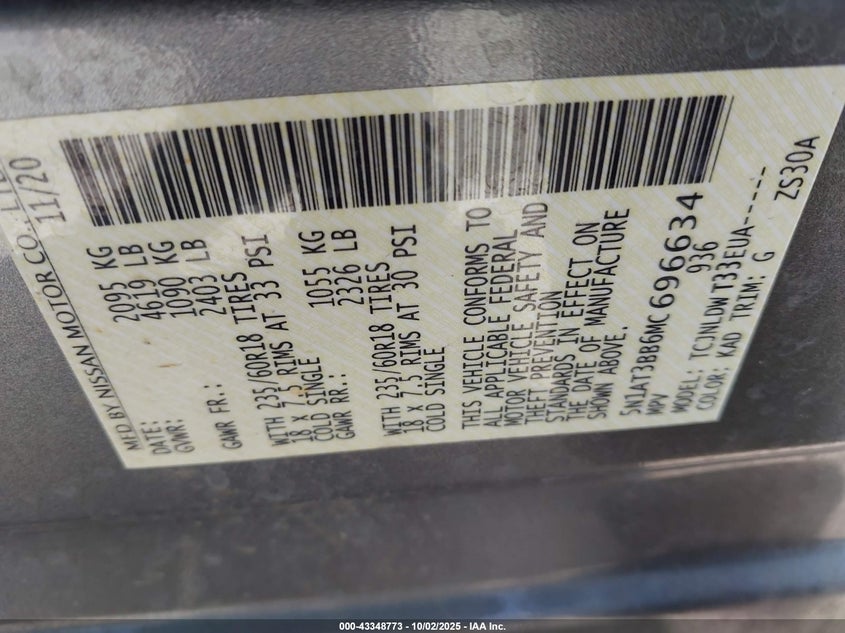 MFD BY NISSAN MOTOR CO., LTD
DATE: 11/20
GVWR: 2095 KG
4619 LB
1090 KG
GAWR FR.: 2403 LB
WITH 235/60R18 TIRES
18 X 7.5 RIMS AT 33 PSI
COLD SINGLE 1055 KG
GAWR RR.: 2326 LB
WITH 235/60R18 TIRES
18 X 7.5 RIMS AT 30 PSI
COLD SINGLE
THIS VEHICLE CONFORMS TO
ALL APPLICABLE FEDERAL
MOTOR VEHICLE SAFETY AND
THEFT PREVENTION
STANDARDS IN EFFECT ON
THE DATE OF MANUFACTURE
SHOWN ABOVE.
5N1AT3BB6MC696634
MPV 936
MODEL: TCJNLDW T33EUA------
COLOR: KAD TRIM: G ZS30A
000-43348773 - 10/02/2025 - IAA Inc.